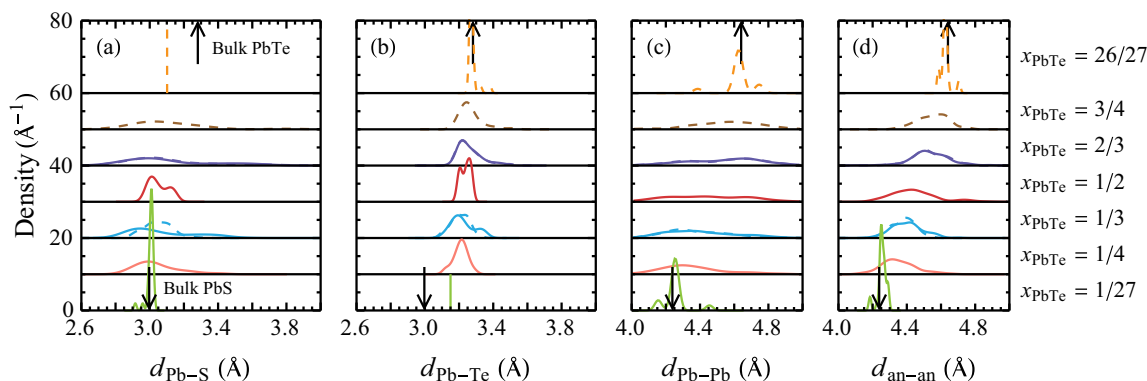 80
60
40
20
0
Density (Å⁻¹)
(a)
Bulk PbTe
Bulk PbS
2.6 3.0 3.4 3.8
d_Pb–S (Å)
(b)
2.6 3.0 3.4 3.8
d_Pb–Te (Å)
(c)
4.0 4.4 4.8
d_Pb–Pb (Å)
(d)
4.0 4.4 4.8
d_an–an (Å)
x_PbTe = 26/27
x_PbTe = 3/4
x_PbTe = 2/3
x_PbTe = 1/2
x_PbTe = 1/3
x_PbTe = 1/4
x_PbTe = 1/27